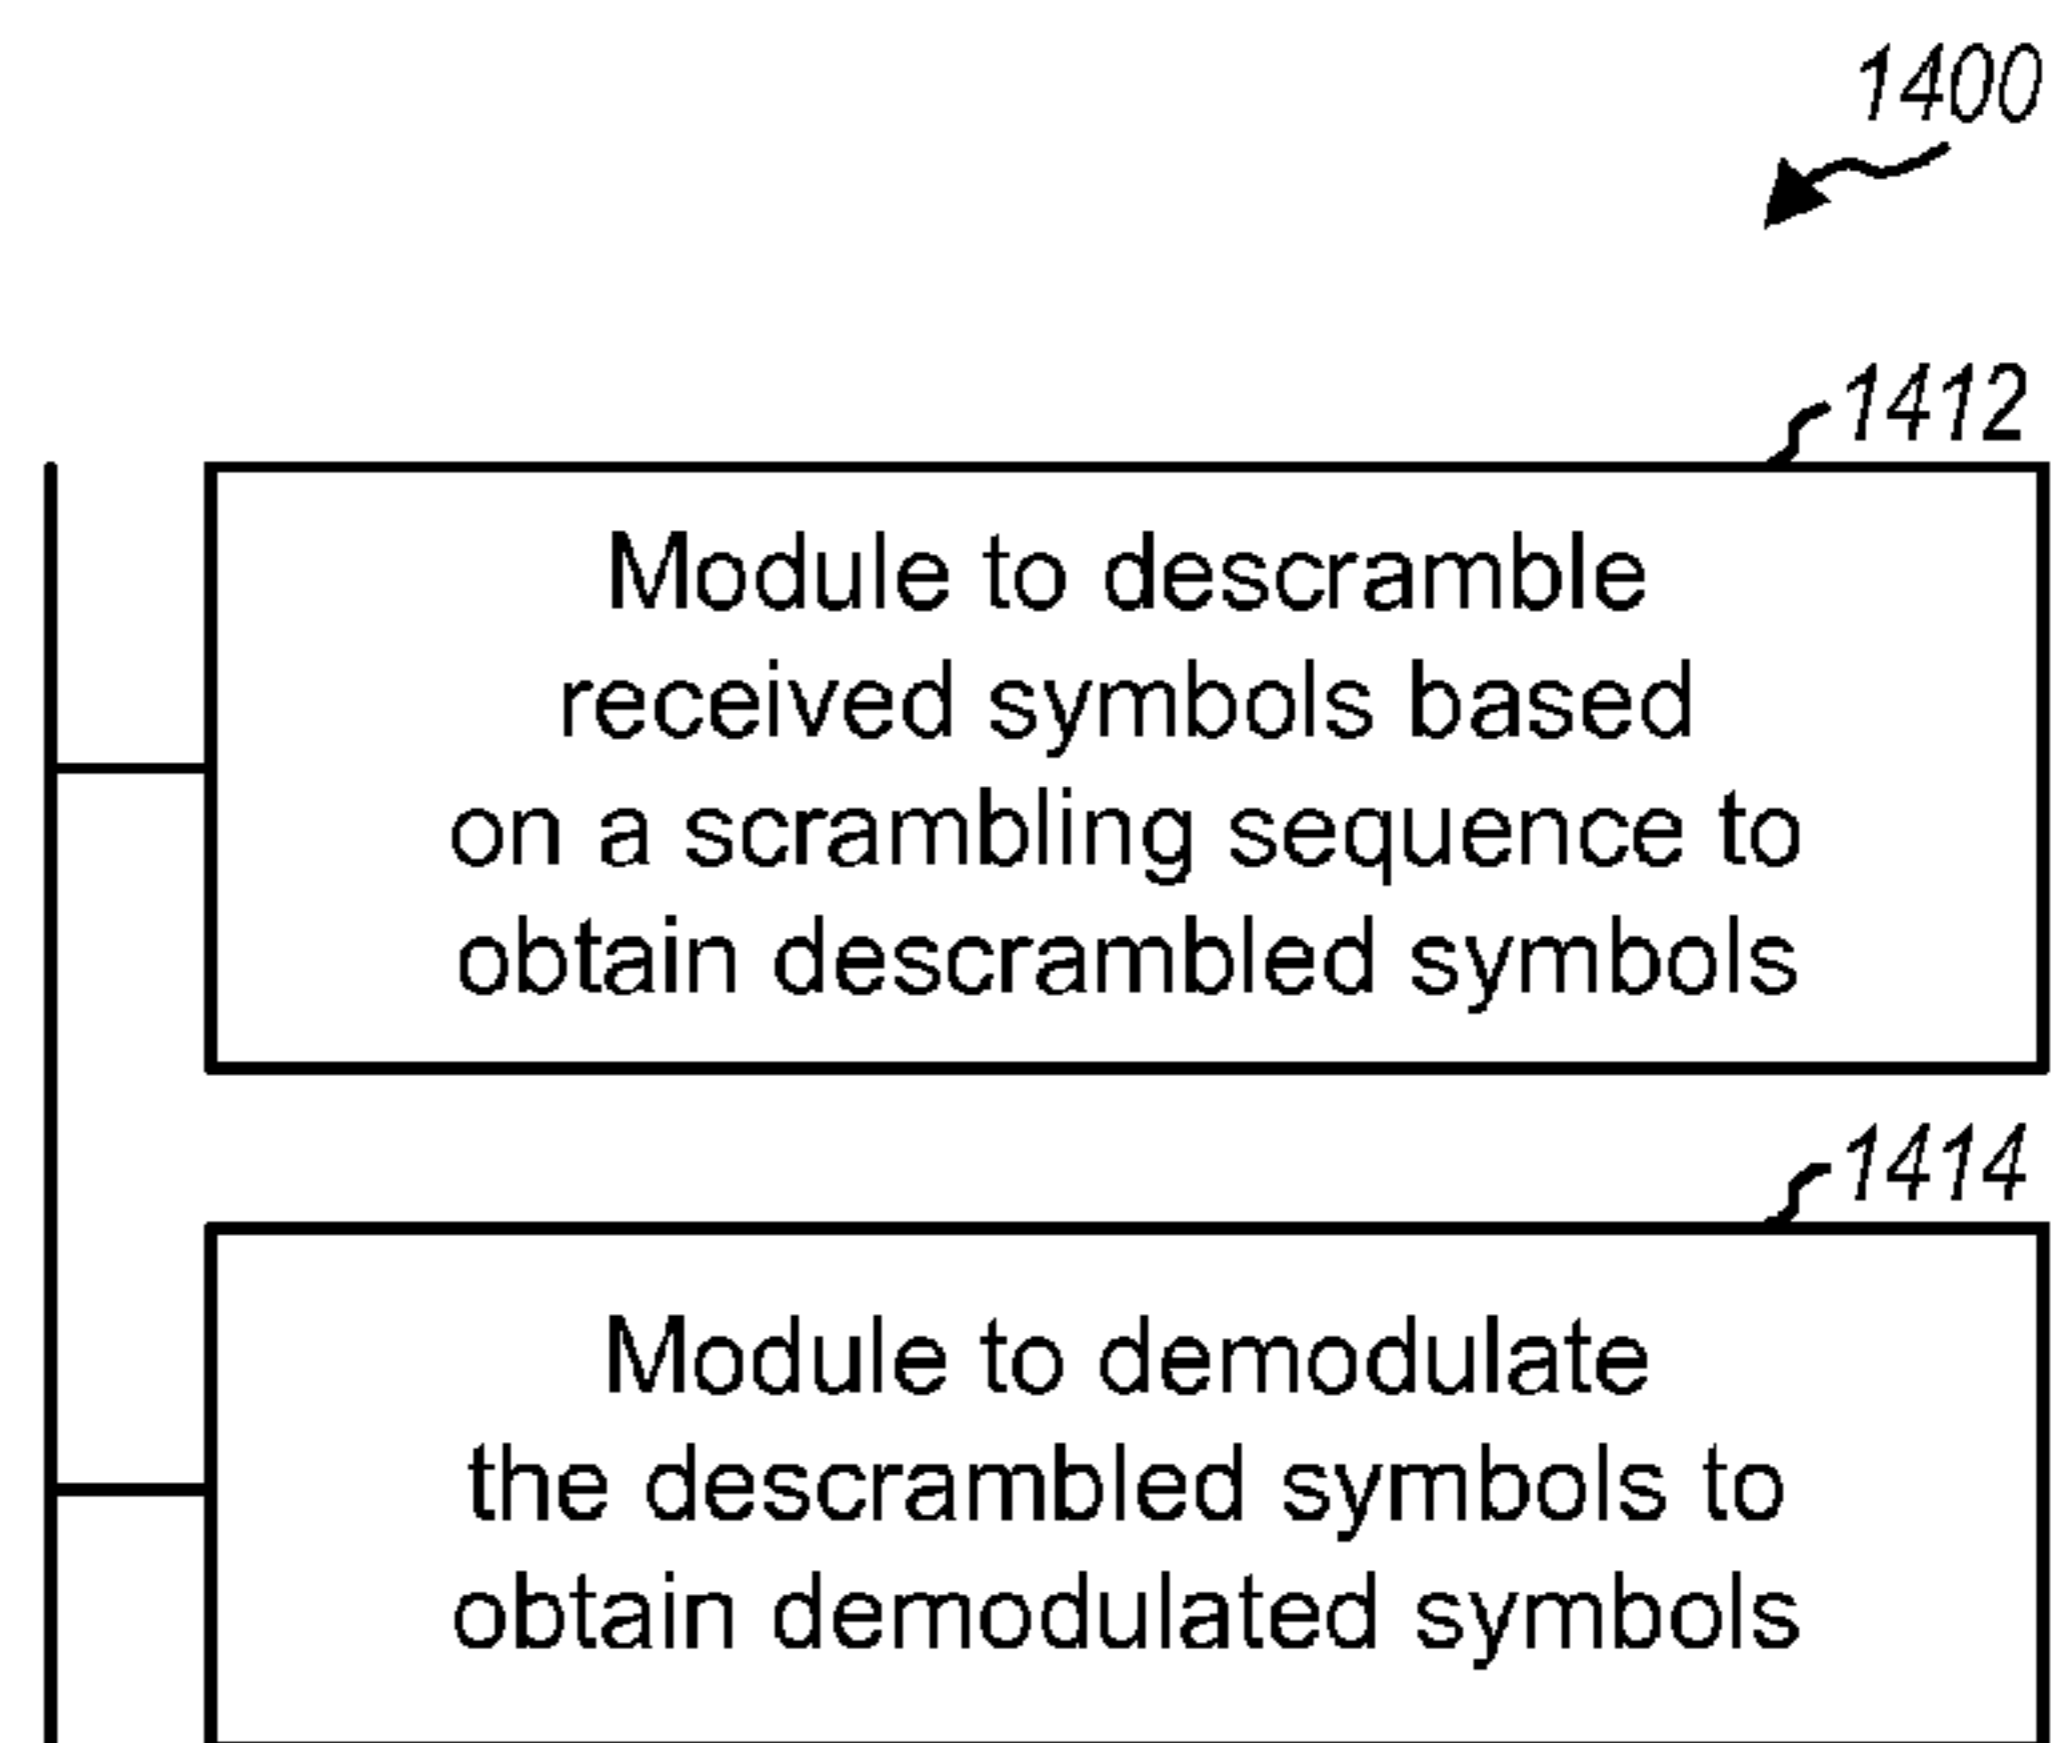 1400
1412
Module to descramble
received symbols based
on a scrambling sequence to
obtain descrambled symbols
1414
Module to demodulate
the descrambled symbols to
obtain demodulated symbols